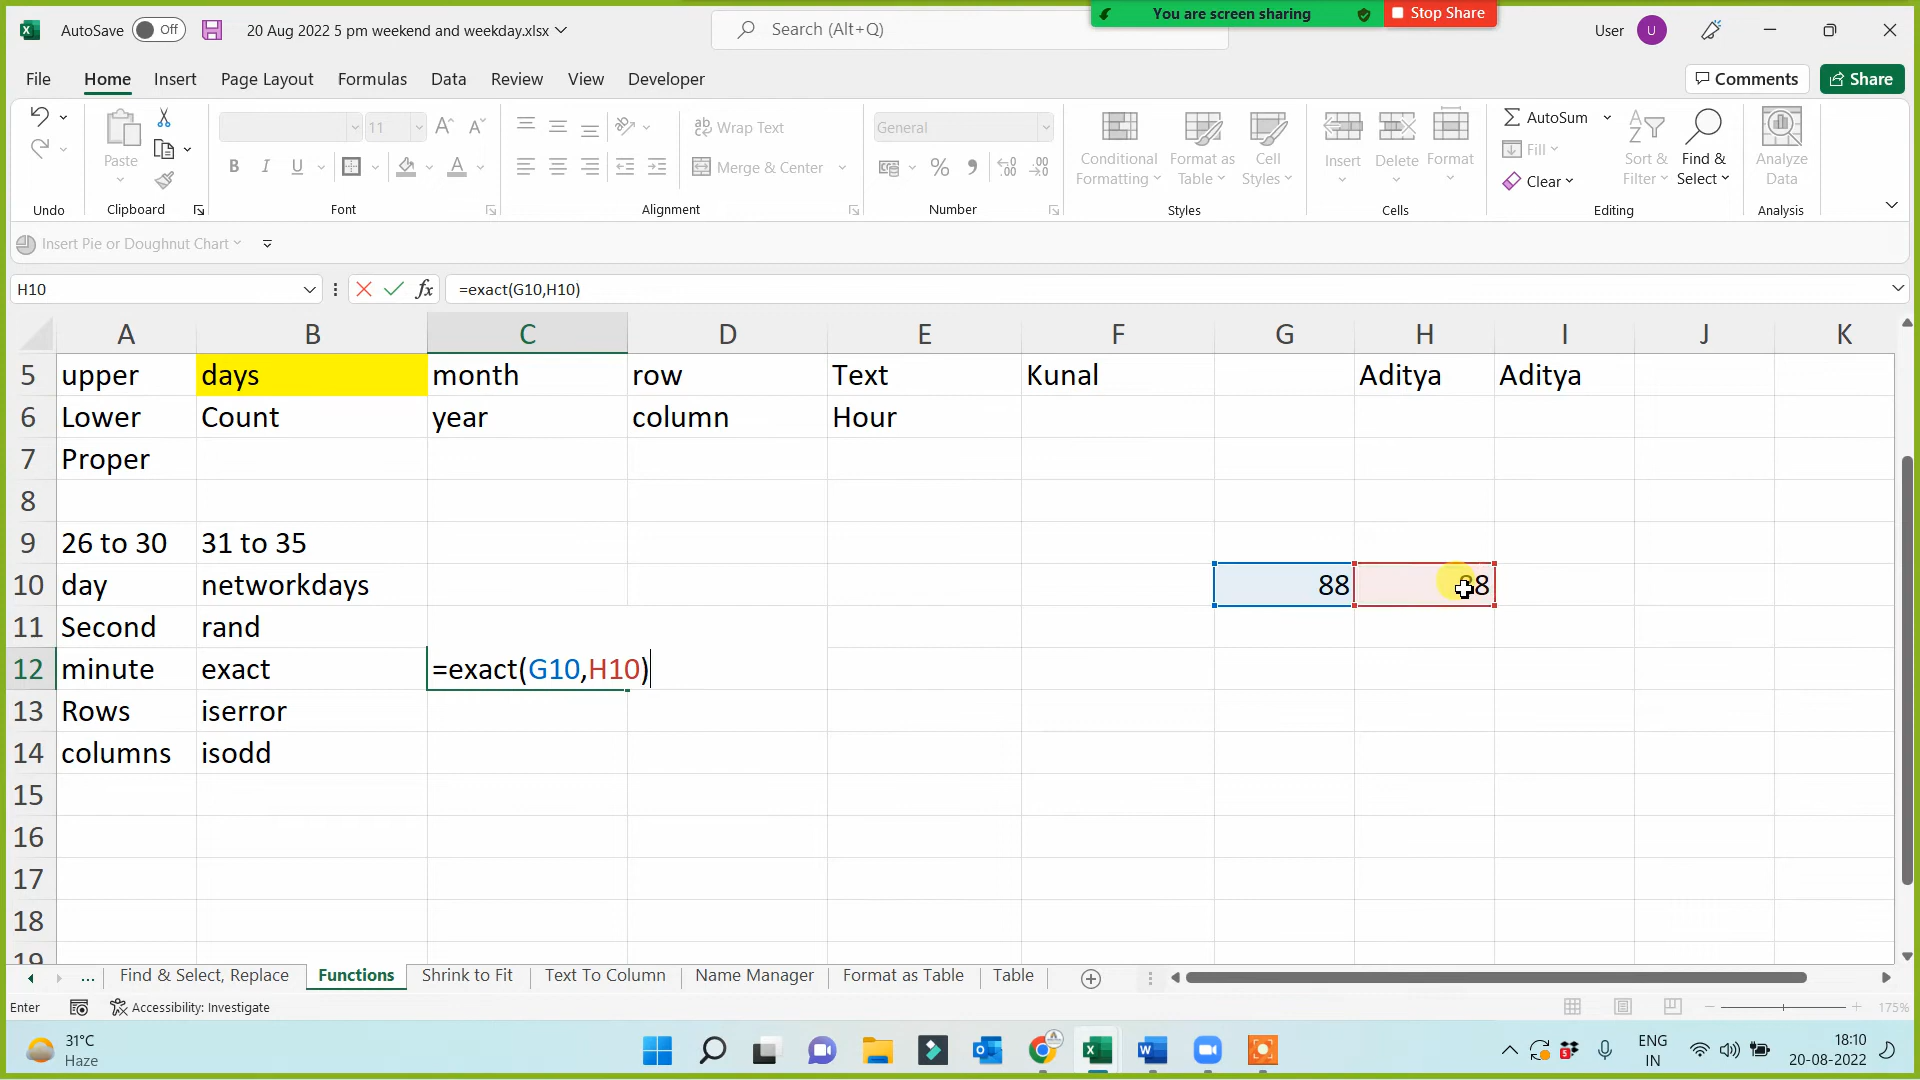 You are screen sharing
Stop Share
AutoSave Off 20 Aug 2022 5 pm weekend and weekday.xlsx
Search (Alt+Q)
User U
File Home Insert Page Layout Formulas Data Review View Developer
Comments Share
Undo
Paste
Clipboard
11
Font
Wrap Text
Merge & Center
Alignment
General
Number
Conditional Formatting
Format as Table
Cell Styles
Styles
Insert Delete Format
Cells
AutoSum
Fill
Clear
Sort & Filter
Find & Select
Editing
Analyze Data
Analysis
Insert Pie or Doughnut Chart
H10 fx =exact(G10,H10)
A B C D E F G H I J K
5 upper days month row Text Kunal Aditya Aditya
6 Lower Count year column Hour
7 Proper
8
9 26 to 30 31 to 35
10 day networkdays 88
11 Second rand
12 minute exact =exact(G10,H10)
13 Rows iserror
14 columns isodd
15
16
17
18
19
... Find & Select, Replace Functions Shrink to Fit Text To Column Name Manager Format as Table Table
Enter Accessibility: Investigate 175%
31°C
Haze
ENG
IN
18:10
20-08-2022